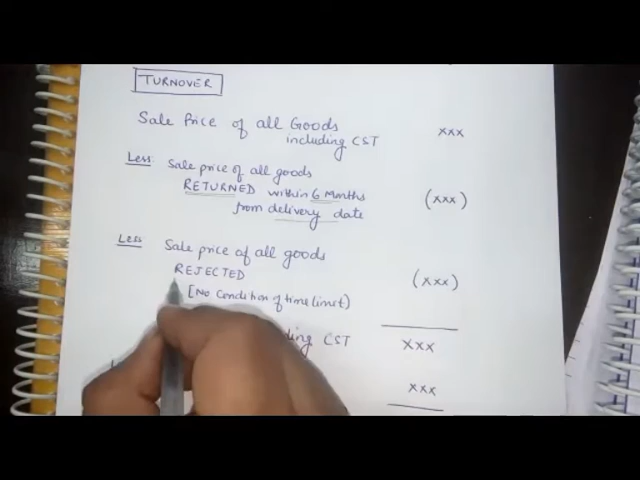 TURNOVER
Sale Price of all Goods
including CST xxx
Less: Sale price of all goods
RETURNED within 6 Months (xxx)
from delivery date
Less Sale price of all goods
REJECTED (xxx)
[No Condition of time limit)
CST xxx
xxx